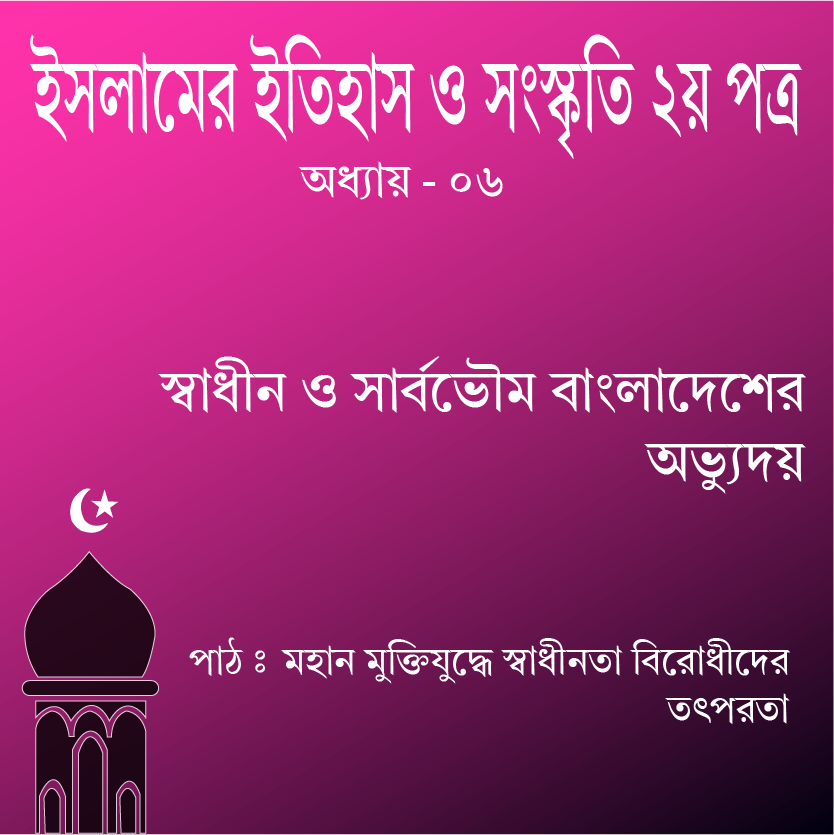 ইসলামের ইতিহাস ও সংস্কৃতি ২য় পত্র
অধ্যায় - ০৬
স্বাধীন ও সার্বভৌম বাংলাদেশের
অভ্যুদয়
পাঠ ঃ মহান মুক্তিযুদ্ধে স্বাধীনতা বিরোধীদের
তৎপরতা